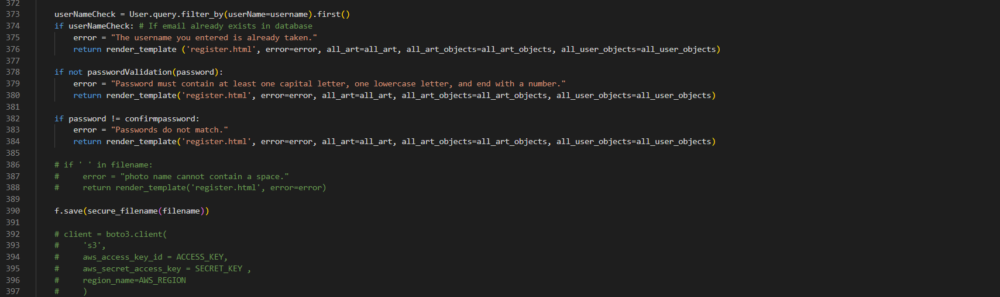 372
373 userNameCheck = User.query.filter_by(userName=username).first()
374 if userNameCheck: # If email already exists in database
375 error = "The username you entered is already taken."
376 return render_template ('register.html', error=error, all_art=all_art, all_art_objects=all_art_objects, all_user_objects=all_user_objects)
377
378 if not passwordValidation(password):
379 error = "Password must contain at least one capital letter, one lowercase letter, and end with a number."
380 return render_template('register.html', error=error, all_art=all_art, all_art_objects=all_art_objects, all_user_objects=all_user_objects)
381
382 if password != confirmpassword:
383 error = "Passwords do not match."
384 return render_template('register.html', error=error, all_art=all_art, all_art_objects=all_art_objects, all_user_objects=all_user_objects)
385
386 # if ' ' in filename:
387 # error = "photo name cannot contain a space."
388 # return render_template('register.html', error=error)
389
390 f.save(secure_filename(filename))
391
392 # client = boto3.client(
393 # 's3',
394 # aws_access_key_id = ACCESS_KEY,
395 # aws_secret_access_key = SECRET_KEY ,
396 # region_name=AWS_REGION
397 # )